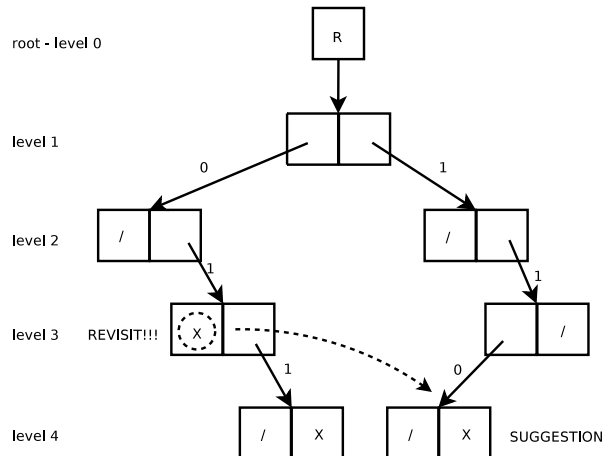 root - level 0
R
level 1
0
1
level 2
/
/
1
1
level 3
REVISIT!!!
X
/
1
0
level 4
/
X
/
X
SUGGESTION